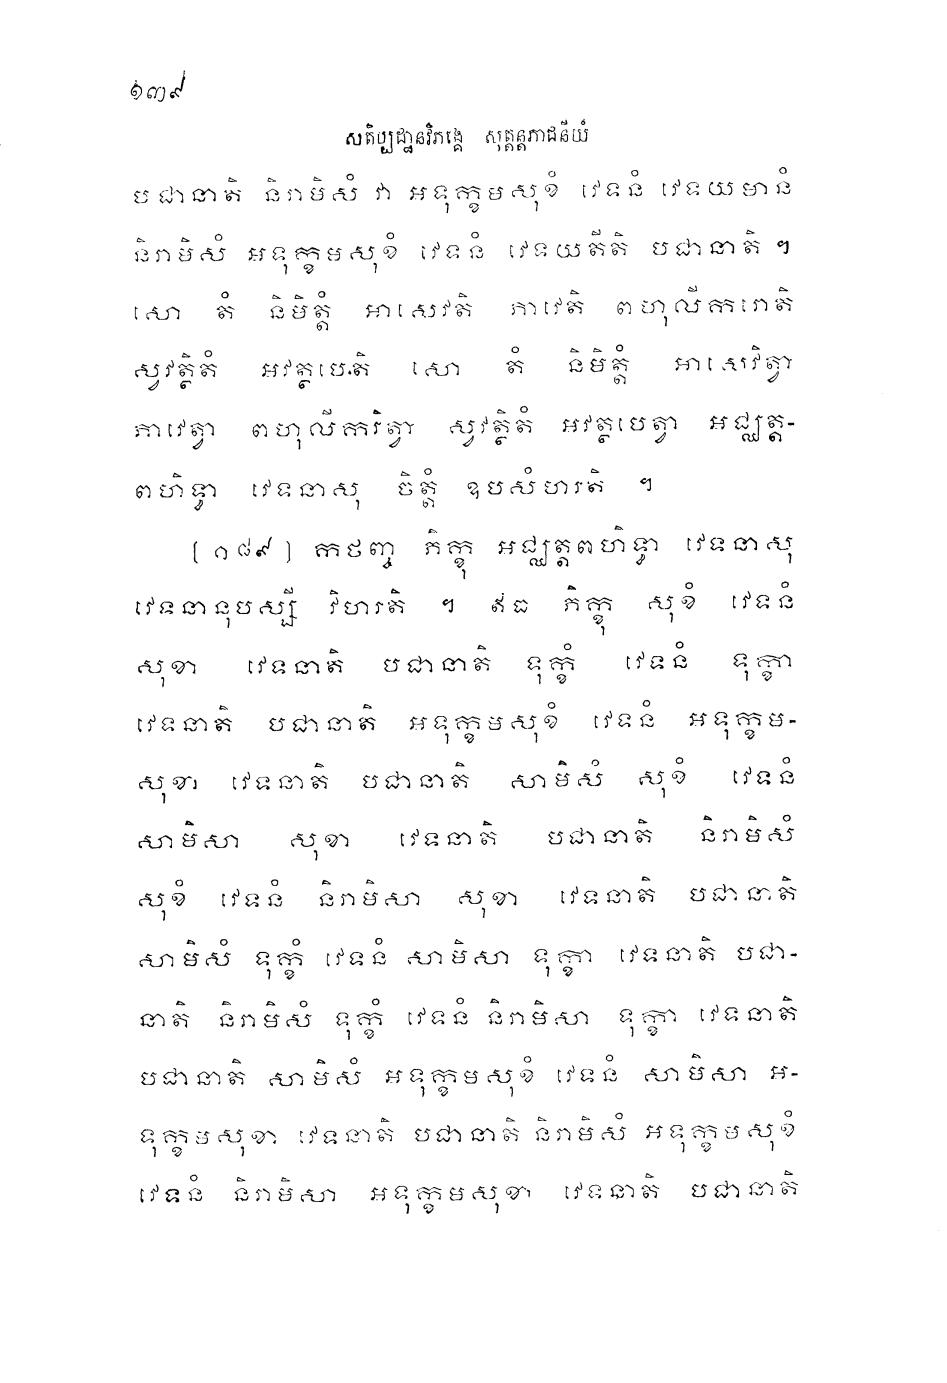 ១៣៩
សតិប្បដ្ឋានវិភង្គេ សុត្តន្តភាជនីយំ
បជានាតិ និរាមិសំ វា អទុក្ខមសុខំ វេទនំ វេទយមានំ
និរាមិសំ អទុក្ខមសុខំ វេទនំ វេទយតីតិ បជានាតិ ។
សោ តំ និមិត្តំ អាសេវតិ ភាវេតិ ពហុលីករោតិ
ស្វវត្ថិតំ អវត្ថបេតិ សោ តំ និមិត្តំ អាសេវិត្វា
ភាវេត្វា ពហុលីករិត្វា ស្វវត្ថិតំ អវត្ថបេត្វា អជ្ឈត្ត-
ពហិទ្ធា វេទនាសុ ចិត្តំ ឧបសំហរតិ ។
[១៨៩] កថញ្ច ភិក្ខុ អជ្ឈត្តពហិទ្ធា វេទនាសុ
វេទនានុបស្សី វិហរតិ ។ ឥធ ភិក្ខុ សុខំ វេទនំ
សុខា វេទនាតិ បជានាតិ ទុក្ខំ វេទនំ ទុក្ខា
វេទនាតិ បជានាតិ អទុក្ខមសុខំ វេទនំ អទុក្ខម-
សុខា វេទនាតិ បជានាតិ សាមិសំ សុខំ វេទនំ
សាមិសា សុខា វេទនាតិ បជានាតិ និរាមិសំ
សុខំ វេទនំ និរាមិសា សុខា វេទនាតិ បជានាតិ
សាមិសំ ទុក្ខំ វេទនំ សាមិសា ទុក្ខា វេទនាតិ បជា-
នាតិ និរាមិសំ ទុក្ខំ វេទនំ និរាមិសា ទុក្ខា វេទនាតិ
បជានាតិ សាមិសំ អទុក្ខមសុខំ វេទនំ សាមិសា អ-
ទុក្ខមសុខា វេទនាតិ បជានាតិ និរាមិសំ អទុក្ខមសុខំ
វេទនំ និរាមិសា អទុក្ខមសុខា វេទនាតិ បជានាតិ